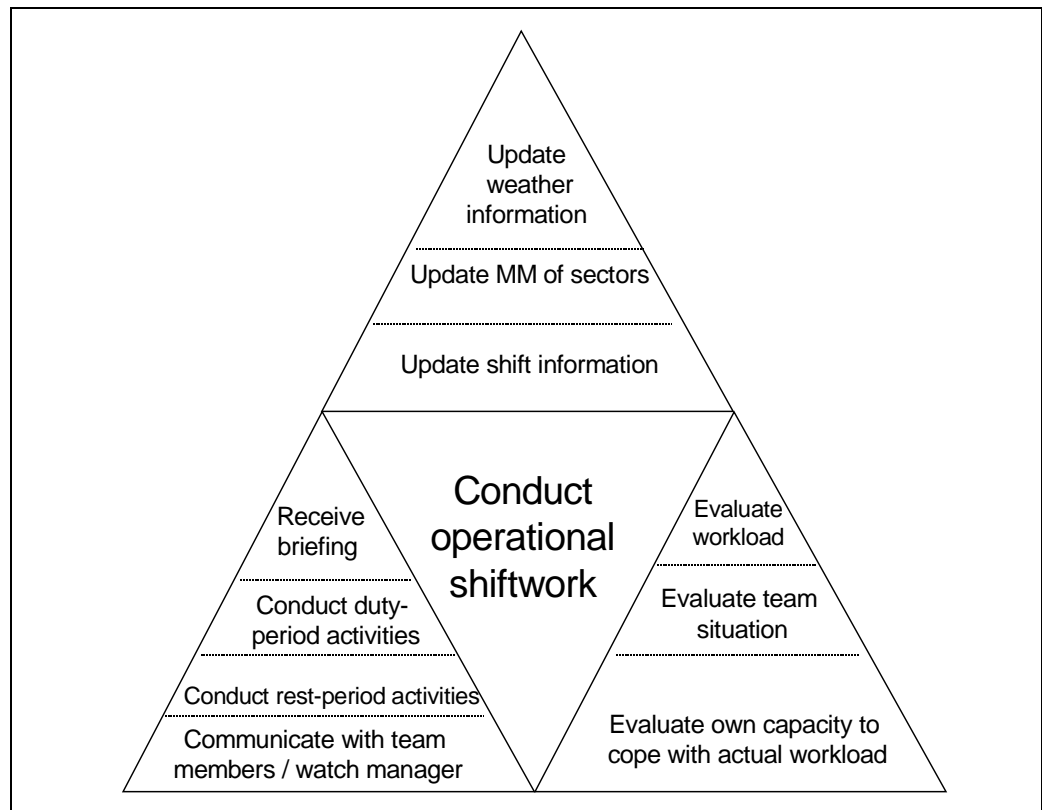 Update
weather
information
Update MM of sectors
Update shift information
Receive
briefing
Conduct duty-
period activities
Conduct rest-period activities
Communicate with team
members / watch manager
Conduct
operational
shiftwork
Evaluate
workload
Evaluate team
situation
Evaluate own capacity to
cope with actual workload